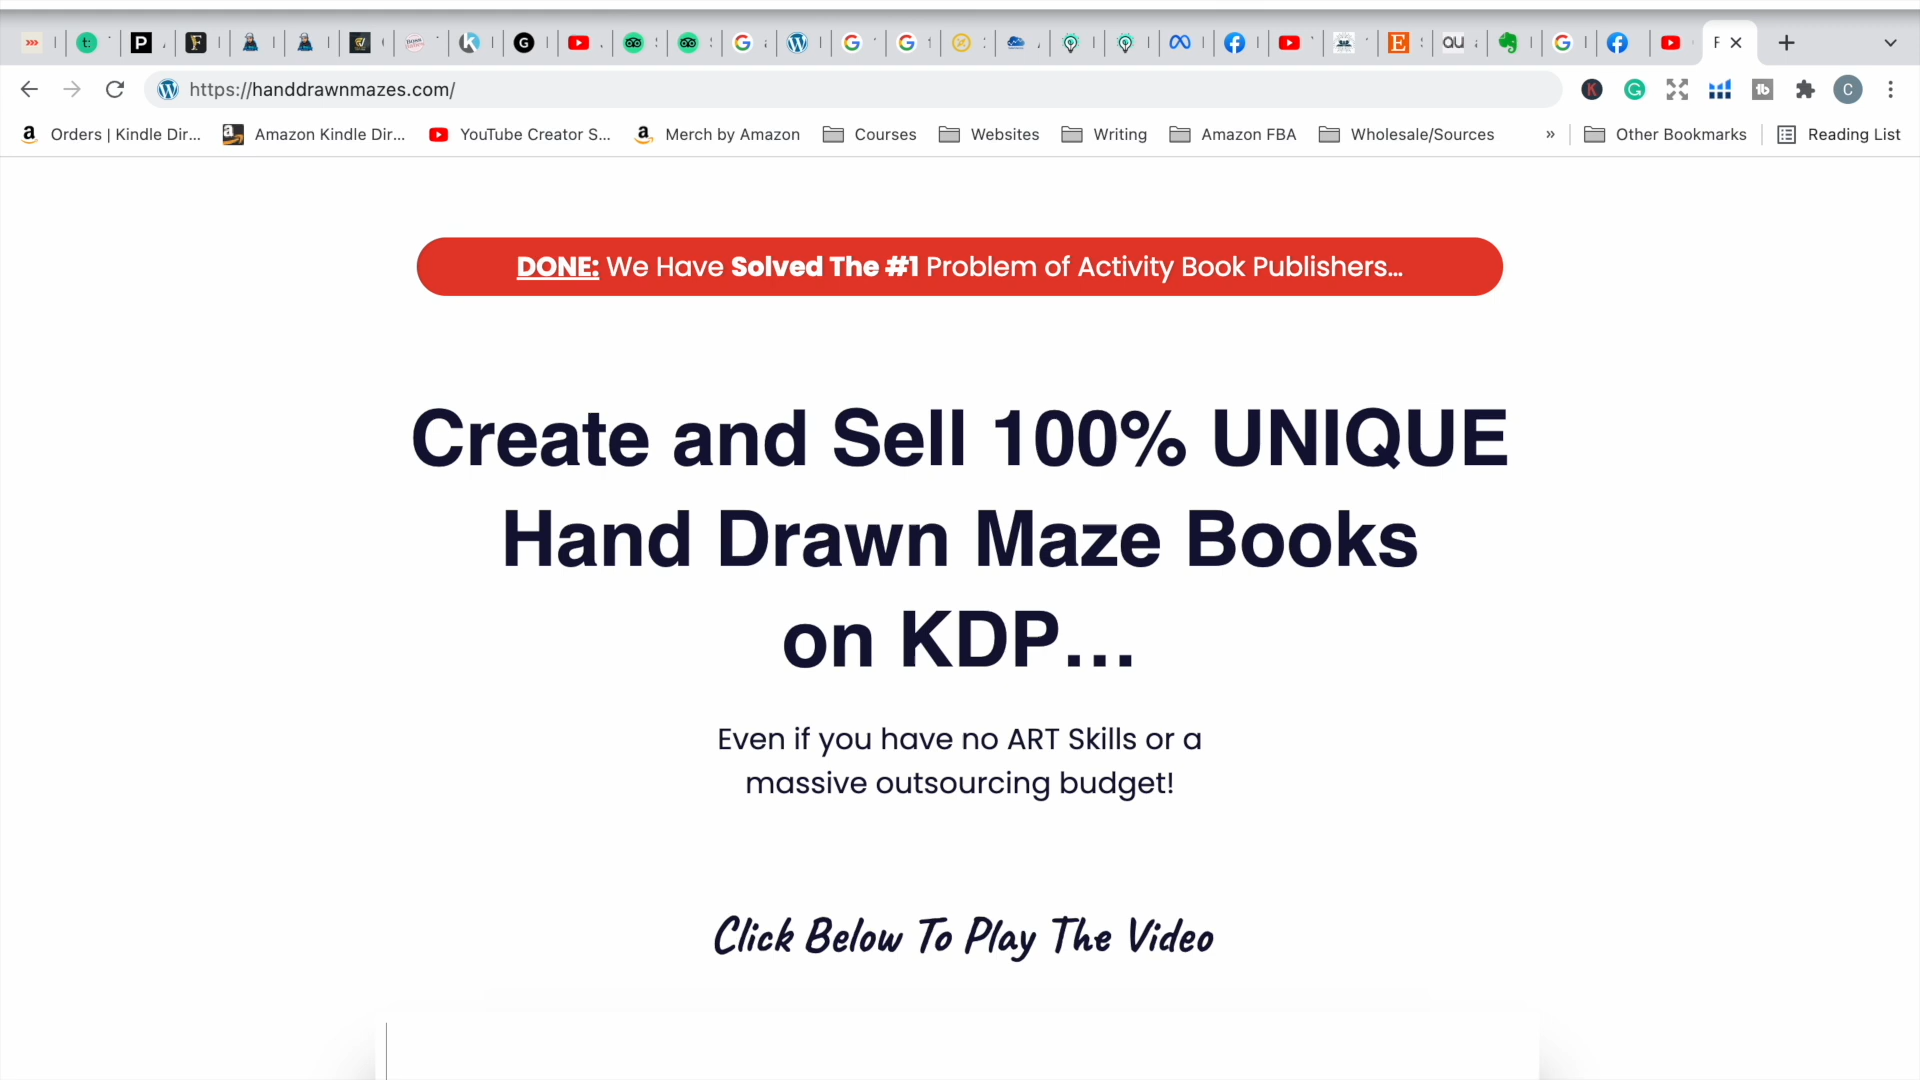 https://handdrawnmazes.com/
Orders | Kindle Dir... Amazon Kindle Dir... YouTube Creator S... Merch by Amazon Courses Websites Writing Amazon FBA Wholesale/Sources » Other Bookmarks Reading List
DONE: We Have Solved The #1 Problem of Activity Book Publishers...
Create and Sell 100% UNIQUE
Hand Drawn Maze Books
on KDP...
Even if you have no ART Skills or a
massive outsourcing budget!
Click Below To Play The Video